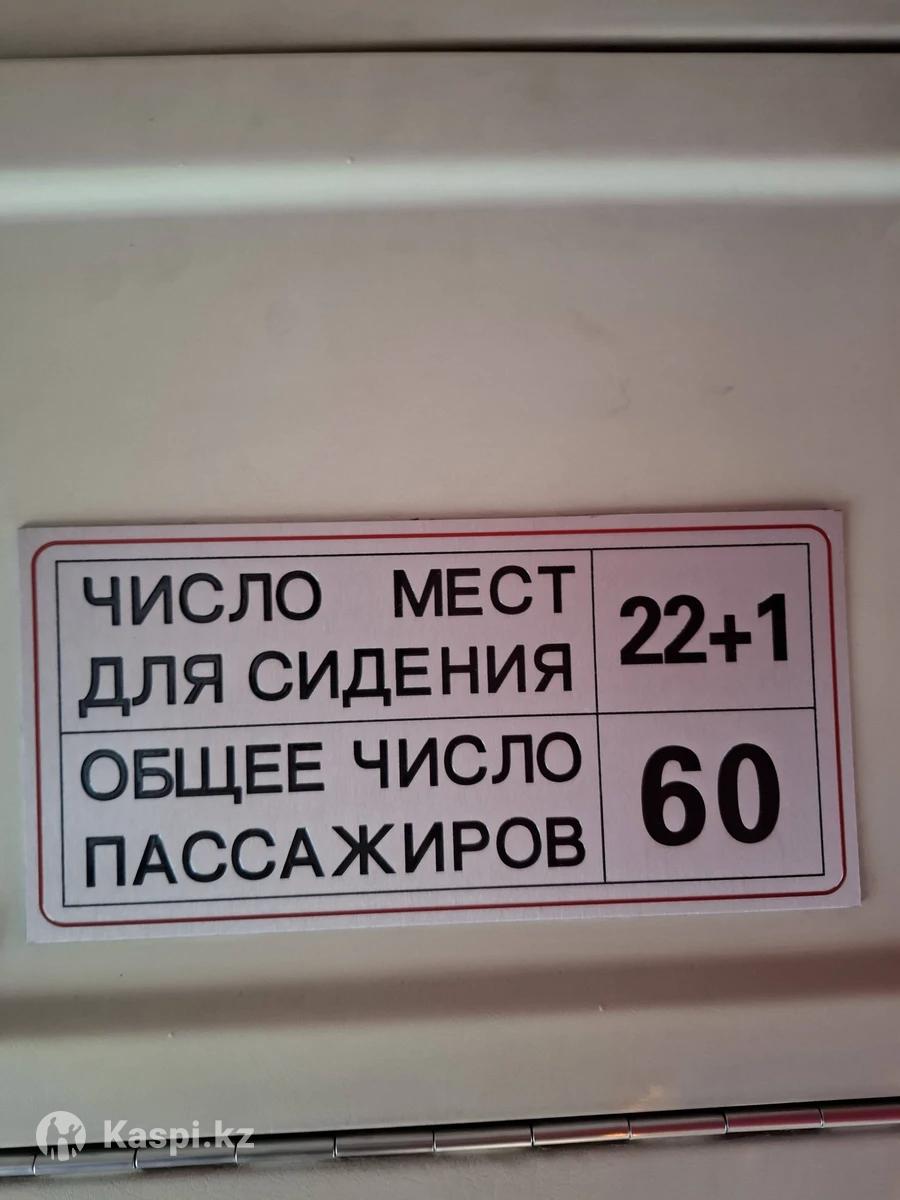 ЧИСЛО МЕСТ
ДЛЯ СИДЕНИЯ
22+1
ОБЩЕЕ ЧИСЛО
ПАССАЖИРОВ
60
Kaspi.kz